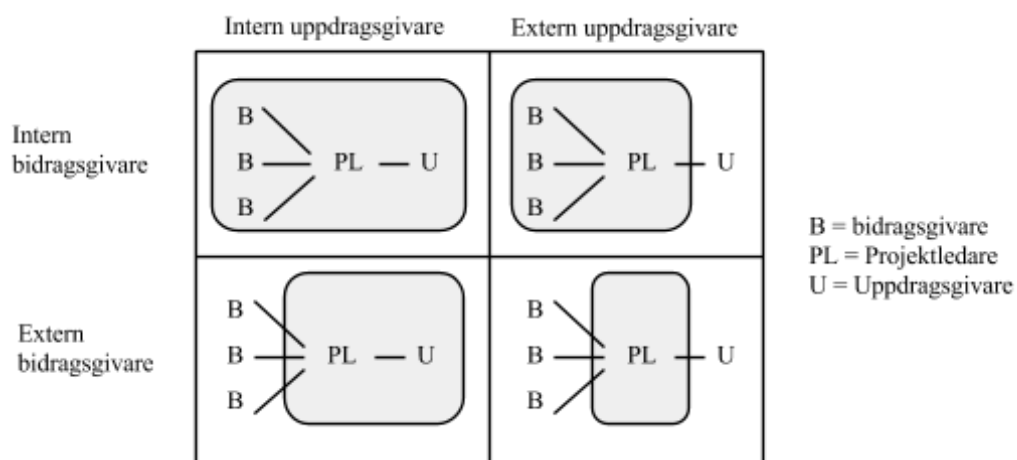 Intern uppdragsgivare
Extern uppdragsgivare
Intern
bidragsgivare
B
B
B
PL
U
B
B
B
PL
U
B = bidragsgivare
PL = Projektledare
U = Uppdragsgivare
Extern
bidragsgivare
B
B
B
PL
U
B
B
B
PL
U